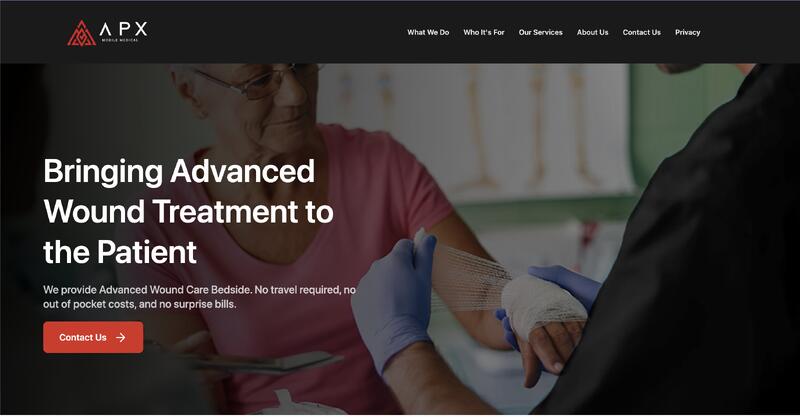 APX
MOBILE MEDICAL
What We Do
Who It's For
Our Services
About Us
Contact Us
Privacy
Bringing Advanced
Wound Treatment to
the Patient
We provide Advanced Wound Care Bedside. No travel required, no
out of pocket costs, and no surprise bills.
Contact Us